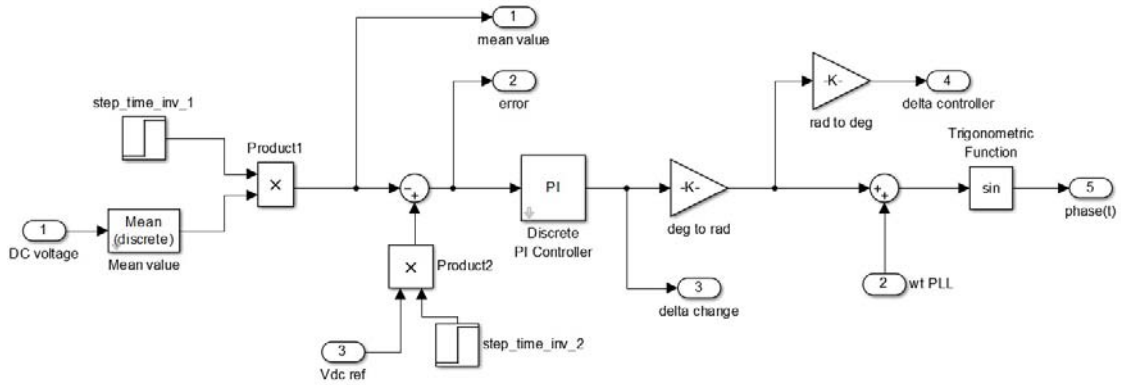 1
mean value
2
error
step_time_inv_1
Product1
×
-K-
rad to deg
4
delta controller
Trigonometric
Function
−
+
PI
Discrete
PI Controller
-K-
deg to rad
+
+
sin
5
phase(t)
1
DC voltage
Mean
(discrete)
Mean value
×
Product2
3
delta change
2
wt PLL
3
Vdc ref
step_time_inv_2